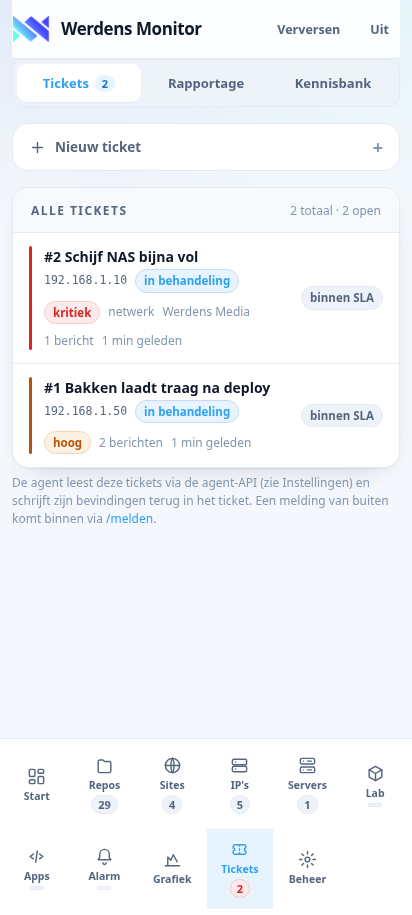 Werdens Monitor Verversen Uit
Tickets 2 Rapportage Kennisbank
+ Nieuw ticket +
ALLE TICKETS 2 totaal · 2 open
#2 Schijf NAS bijna vol
192.168.1.10 in behandeling
binnen SLA
kritiek netwerk Werdens Media
1 bericht 1 min geleden
#1 Bakken laadt traag na deploy
192.168.1.50 in behandeling
binnen SLA
hoog 2 berichten 1 min geleden
De agent leest deze tickets via de agent-API (zie Instellingen) en
schrijft zijn bevindingen terug in het ticket. Een melding van buiten
komt binnen via /melden.
Start Repos Sites IP's Servers Lab
29 4 5 1
Apps Alarm Grafiek Tickets Beheer
2